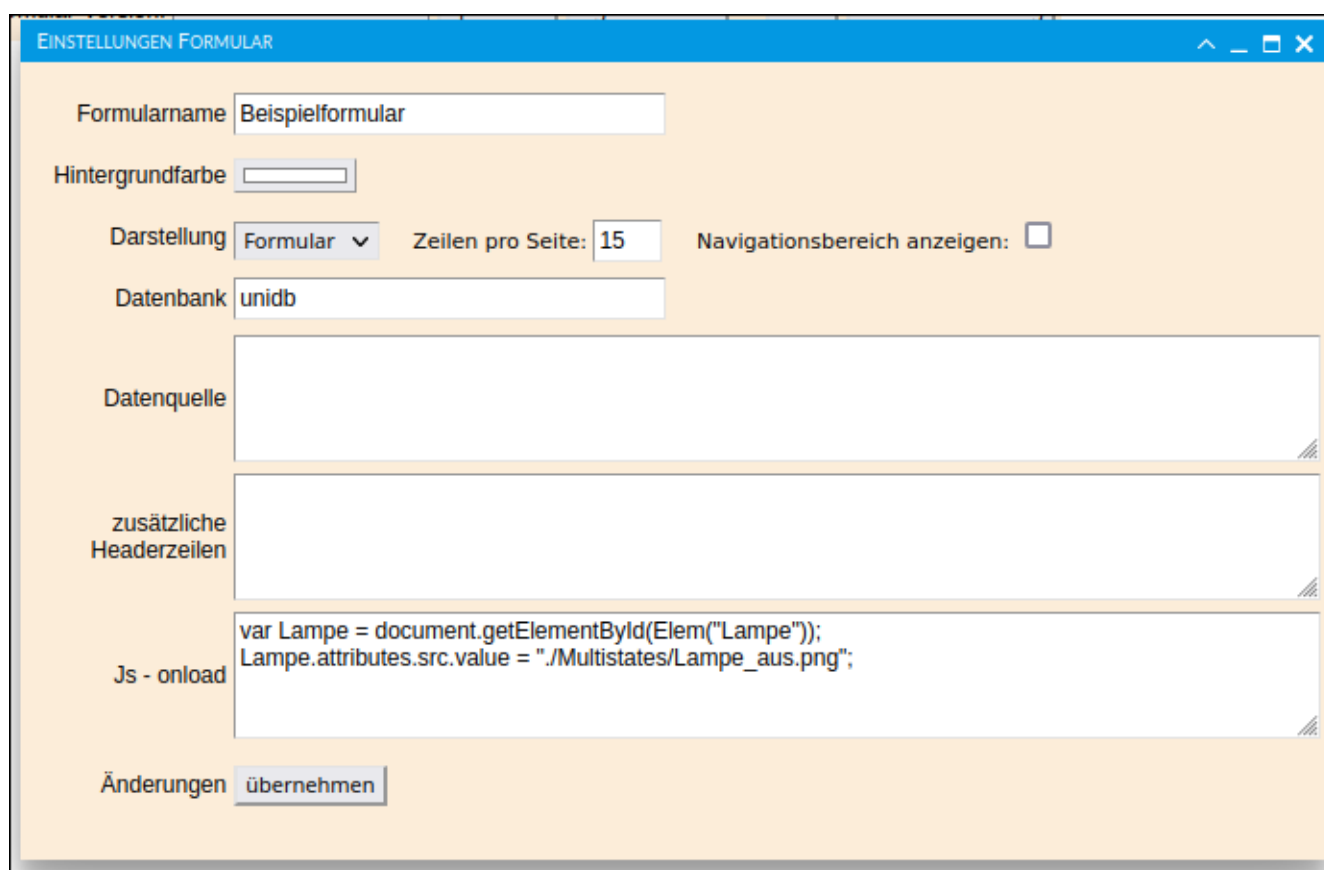 EINSTELLUNGEN FORMULAR
Formularname Beispielformular
Hintergrundfarbe
Darstellung Formular Zeilen pro Seite: 15 Navigationsbereich anzeigen:
Datenbank unidb
Datenquelle
zusätzliche
Headerzeilen
var Lampe = document.getElementById(Elem("Lampe"));
Lampe.attributes.src.value = "./Multistates/Lampe_aus.png";
Js - onload
Änderungen übernehmen